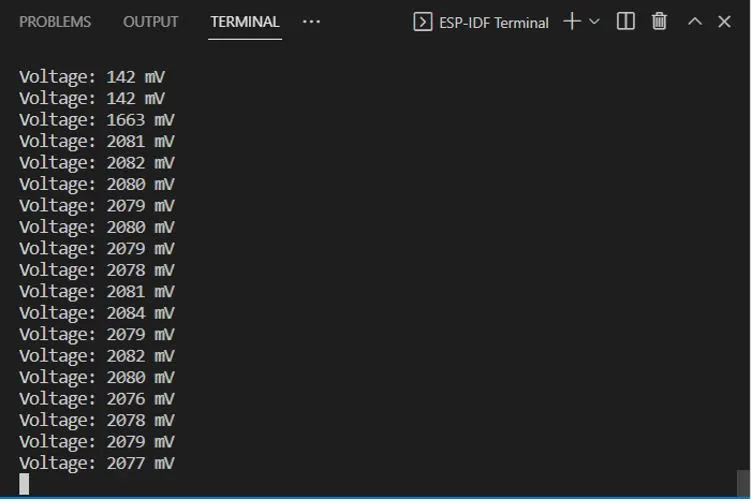 PROBLEMS OUTPUT TERMINAL ··· ESP-IDF Terminal
Voltage: 142 mV
Voltage: 142 mV
Voltage: 1663 mV
Voltage: 2081 mV
Voltage: 2082 mV
Voltage: 2080 mV
Voltage: 2079 mV
Voltage: 2080 mV
Voltage: 2079 mV
Voltage: 2078 mV
Voltage: 2081 mV
Voltage: 2084 mV
Voltage: 2079 mV
Voltage: 2082 mV
Voltage: 2080 mV
Voltage: 2076 mV
Voltage: 2078 mV
Voltage: 2079 mV
Voltage: 2077 mV